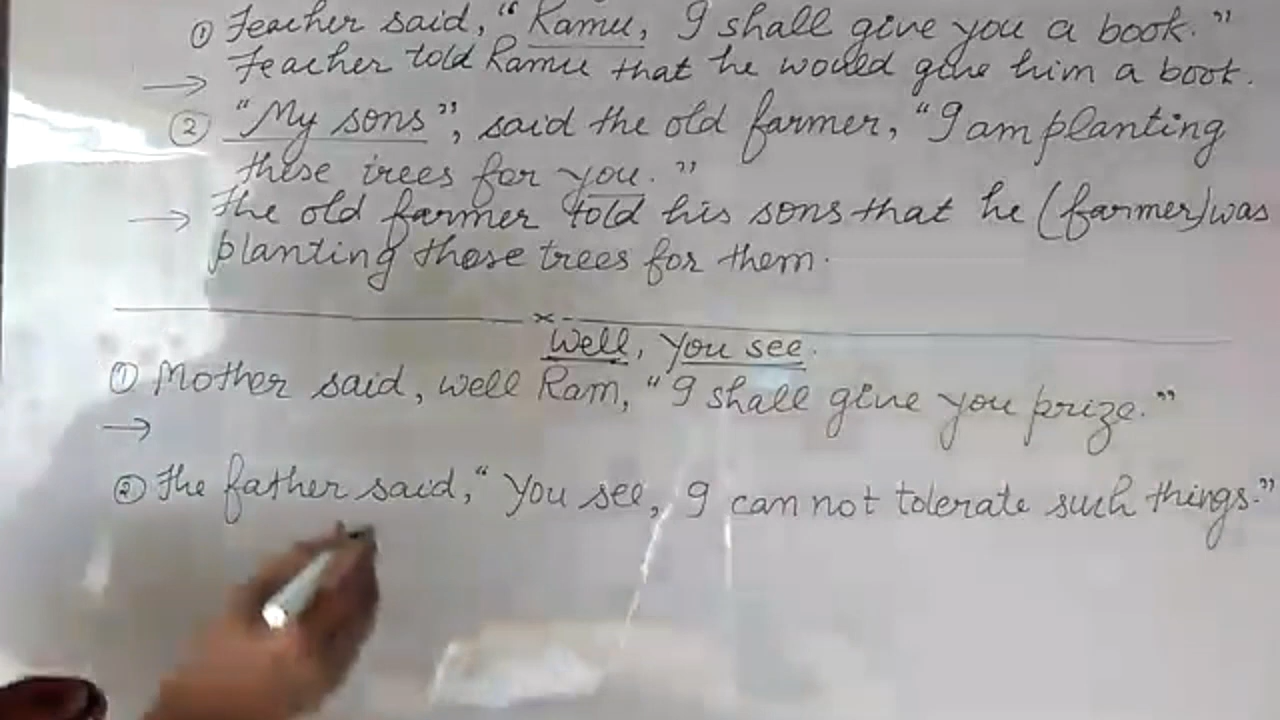 ① Teacher said, “Ramu, I shall give you a book.”
→ Teacher told Ramu that he would give him a book.
② “My sons”, said the old farmer, “I am planting
these trees for you.”
→ The old farmer told his sons that he (farmer) was
planting those trees for them.
Well, You see.
① Mother said, well Ram, “I shall give you prize.”
→
② The father said, “You see, I can not tolerate such things.”